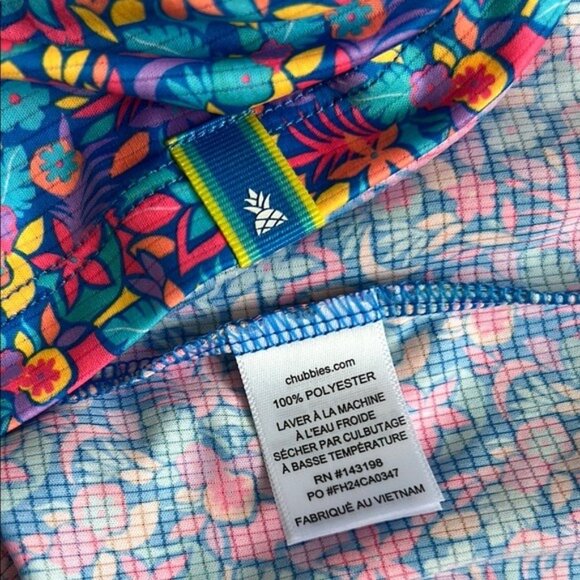 chubbies.com
100% POLYESTER
LAVER À LA MACHINE
À L'EAU FROIDE
SÉCHER PAR CULBUTAGE
À BASSE TEMPÉRATURE
RN #143198
PO #FH24CA0347
FABRIQUÉ AU VIETNAM